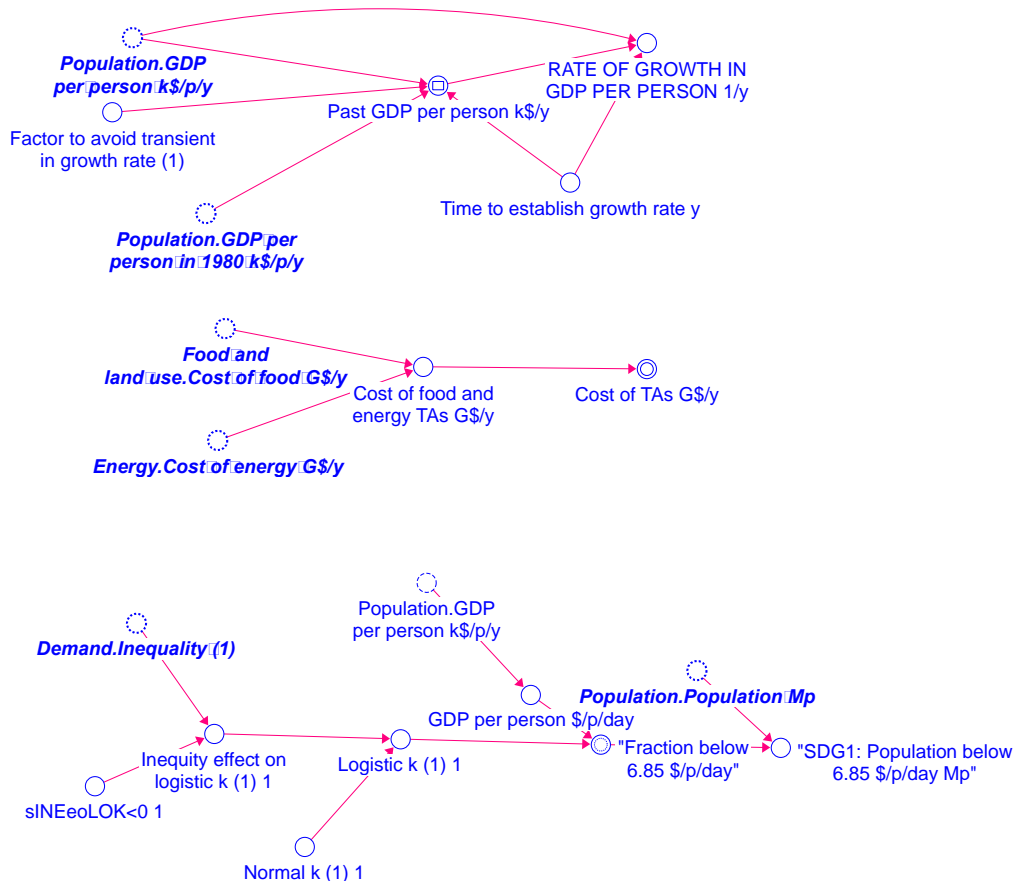 Population.GDP
per person k$/p/y
RATE OF GROWTH IN
GDP PER PERSON 1/y
Past GDP per person k$/y
Factor to avoid transient
in growth rate (1)
Time to establish growth rate y
Population.GDP per
person in 1980 k$/p/y
Food and
land use.Cost of food G$/y
Cost of food and
energy TAs G$/y
Cost of TAs G$/y
Energy.Cost of energy G$/y
Population.GDP
per person k$/p/y
Demand.Inequality (1)
Population.Population Mp
GDP per person $/p/day
Inequity effect on
logistic k (1) 1
Logistic k (1) 1
"Fraction below
6.85 $/p/day"
"SDG1: Population below
6.85 $/p/day Mp"
sINEeoLOK<0 1
Normal k (1) 1